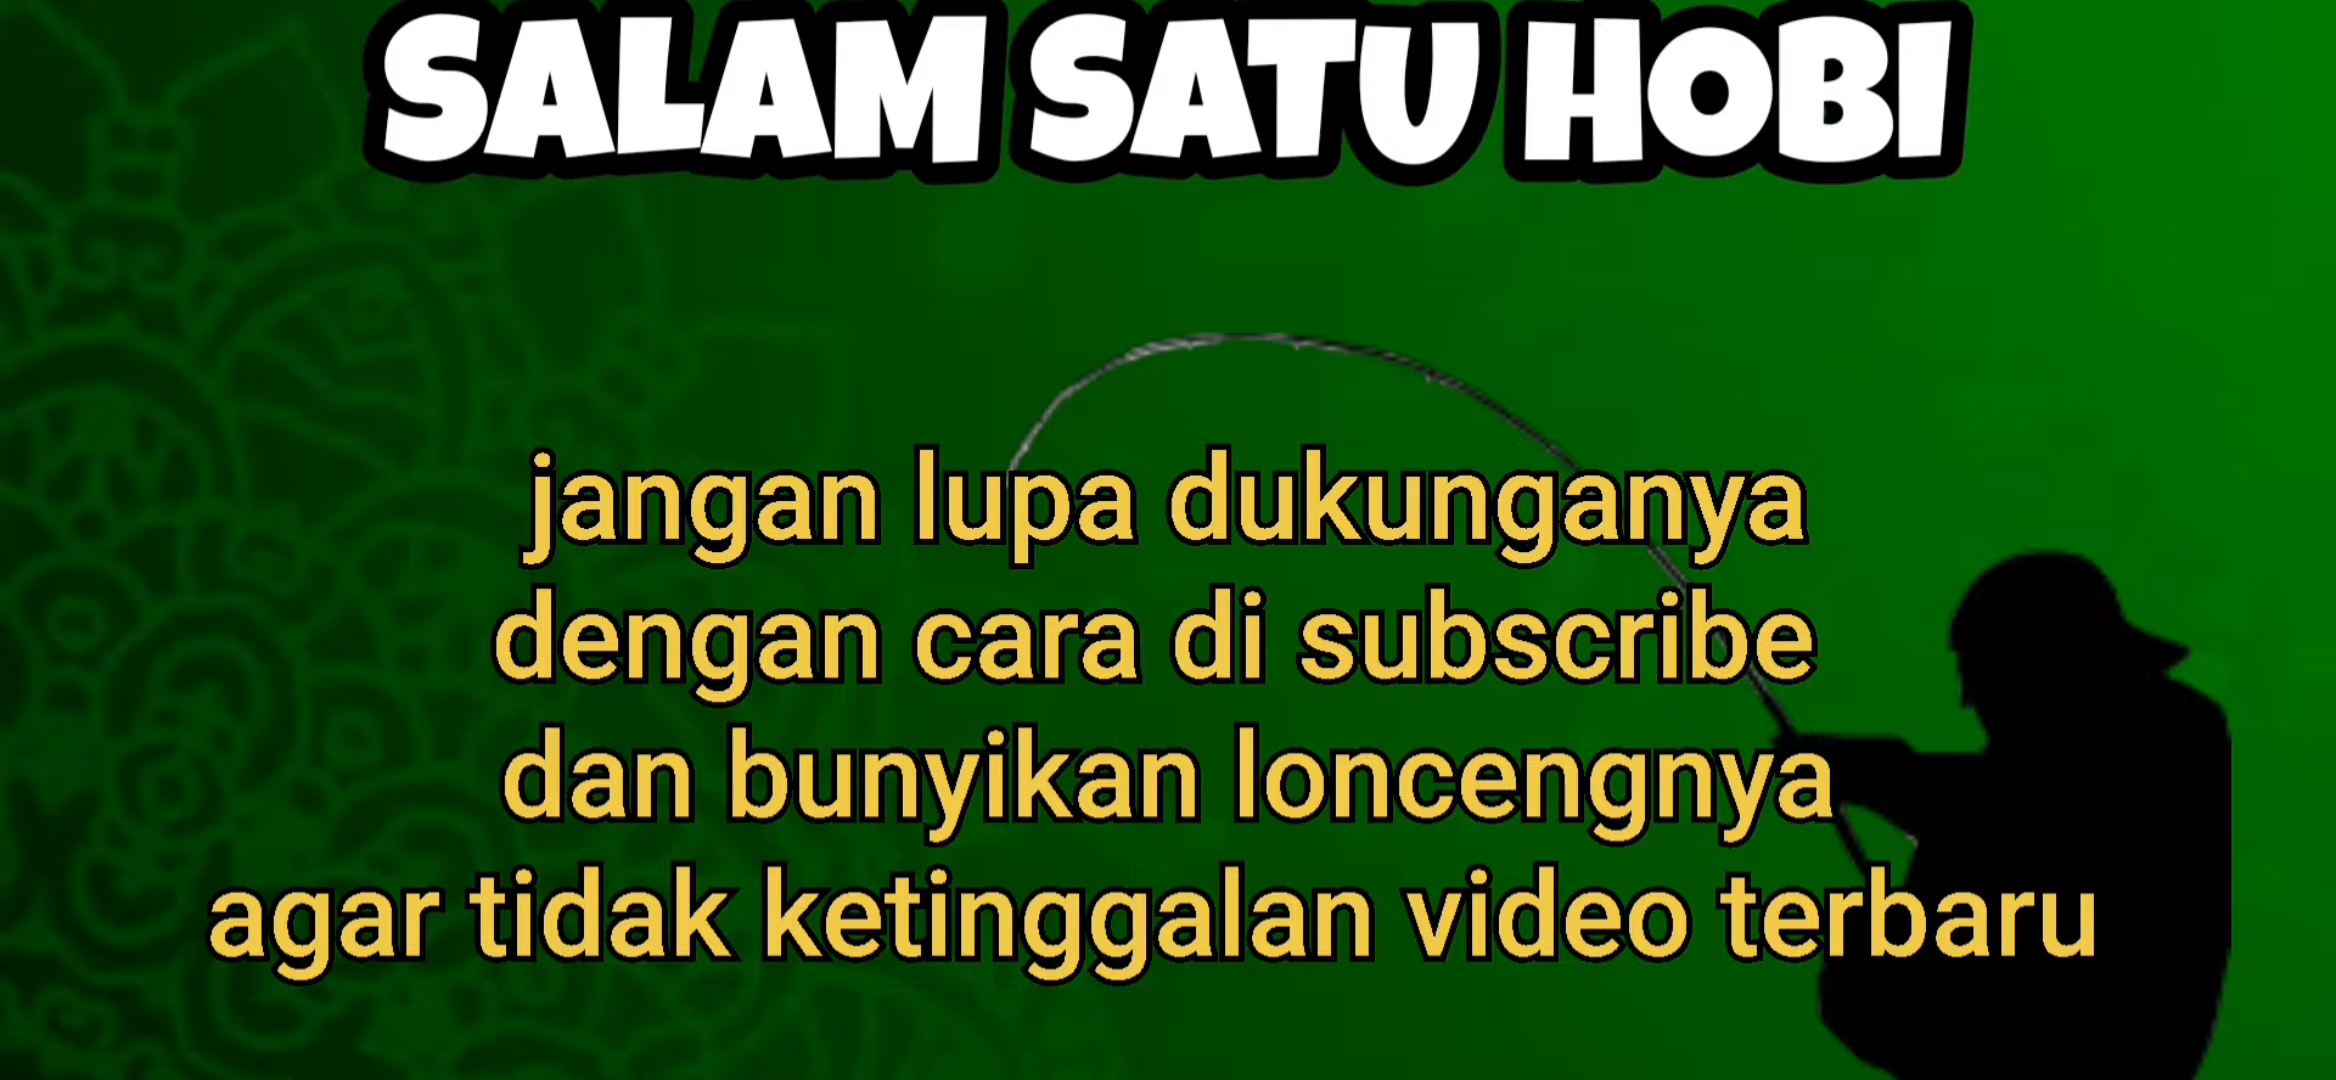 SALAM SATU HOBI
jangan lupa dukunganya
dengan cara di subscribe
dan bunyikan loncengnya
agar tidak ketinggalan video terbaru